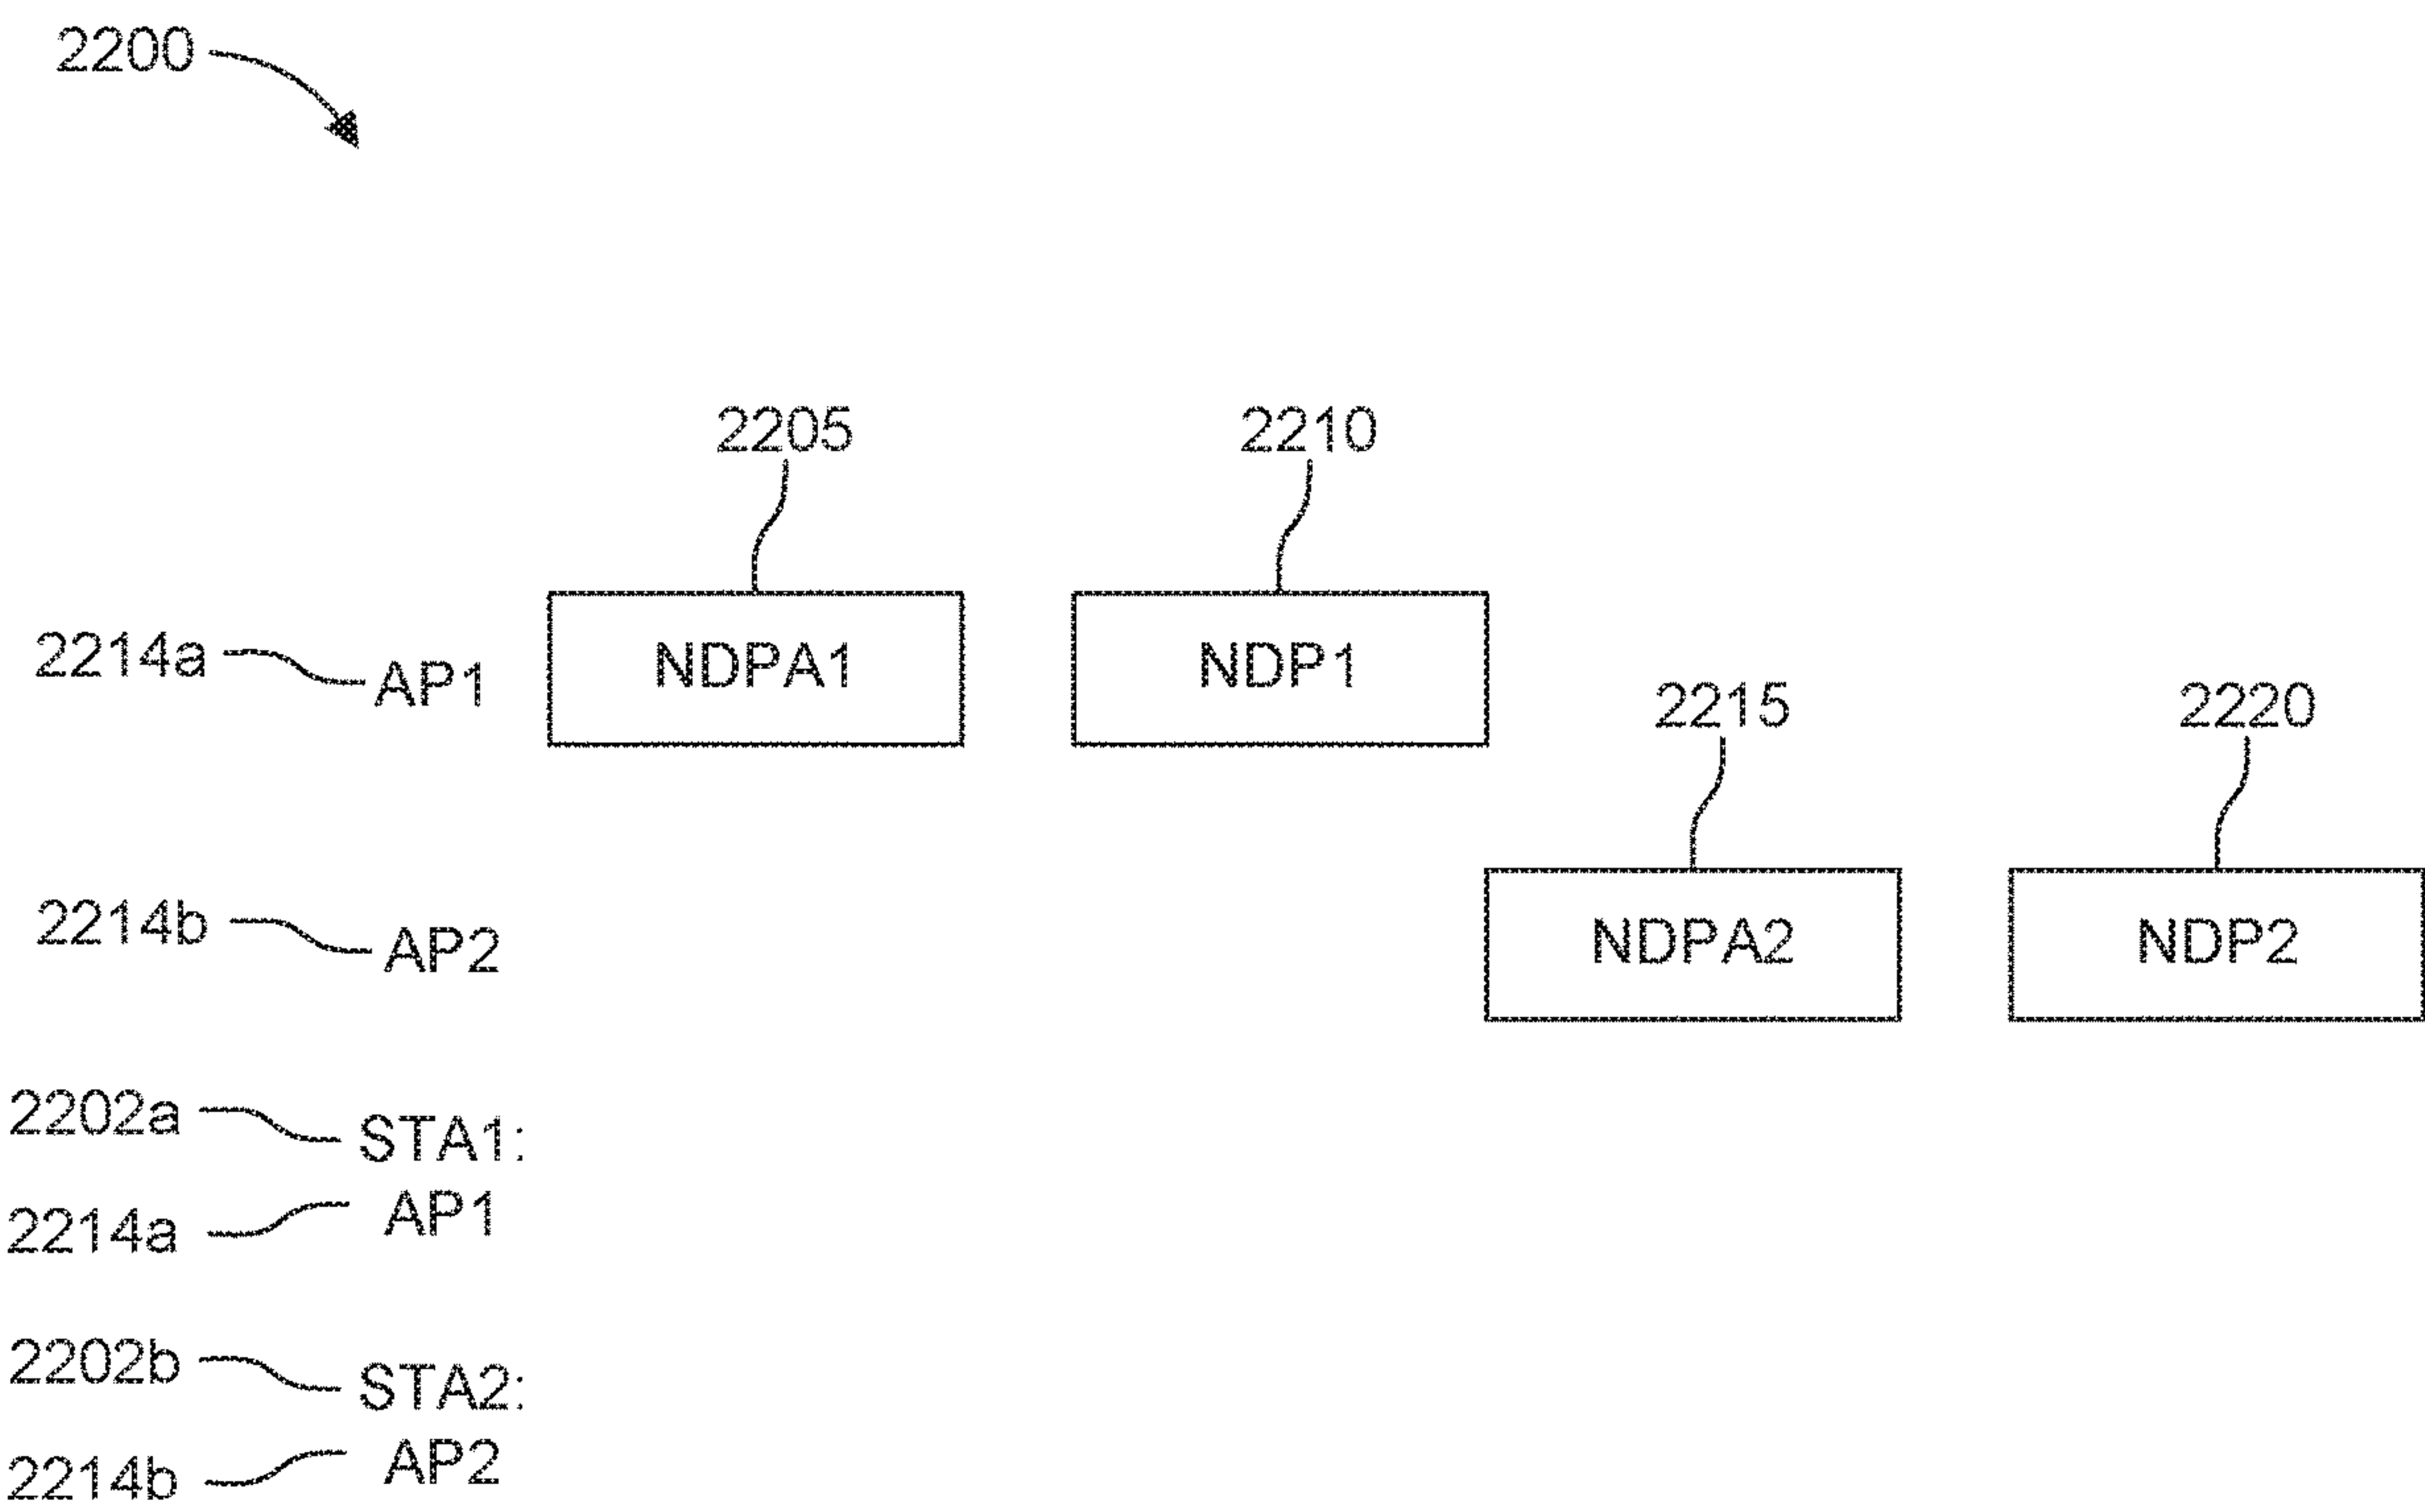 2200
2205 2210
2214a AP1 NDPA1 NDP1
2215 2220
2214b AP2 NDPA2 NDP2
2202a STA1:
2214a AP1
2202b STA2:
2214b AP2